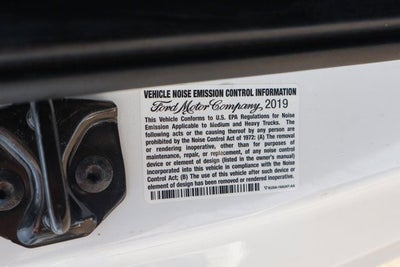 VEHICLE NOISE EMISSION CONTROL INFORMATION
Ford Motor Company, 2019
This Vehicle Conforms to U.S. EPA Regulations for Noise
Emission Applicable to Medium and Heavy Trucks. The
following acts or the causing thereof by any person are
prohibited by the Noise Control Act of 1972: (A) The removal
or rendering inoperative, other than for purposes of
maintenance, repair, or replacement, of any noise control
device or element of design (listed in the owner's manual)
incorporated into this vehicle in compliance with the Noise
Control Act; (B) The use of this vehicle after such device or
element of design has been removed or rendered inoperative.